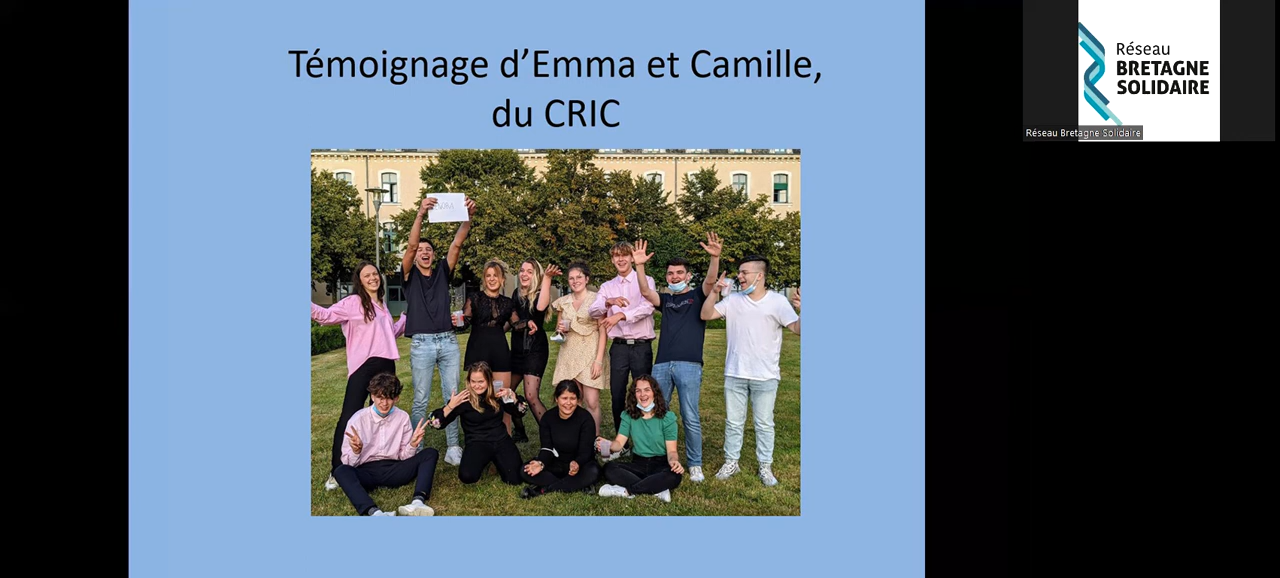 Témoignage d’Emma et Camille,
du CRIC
Réseau
BRETAGNE
SOLIDAIRE
Réseau Bretagne Solidaire